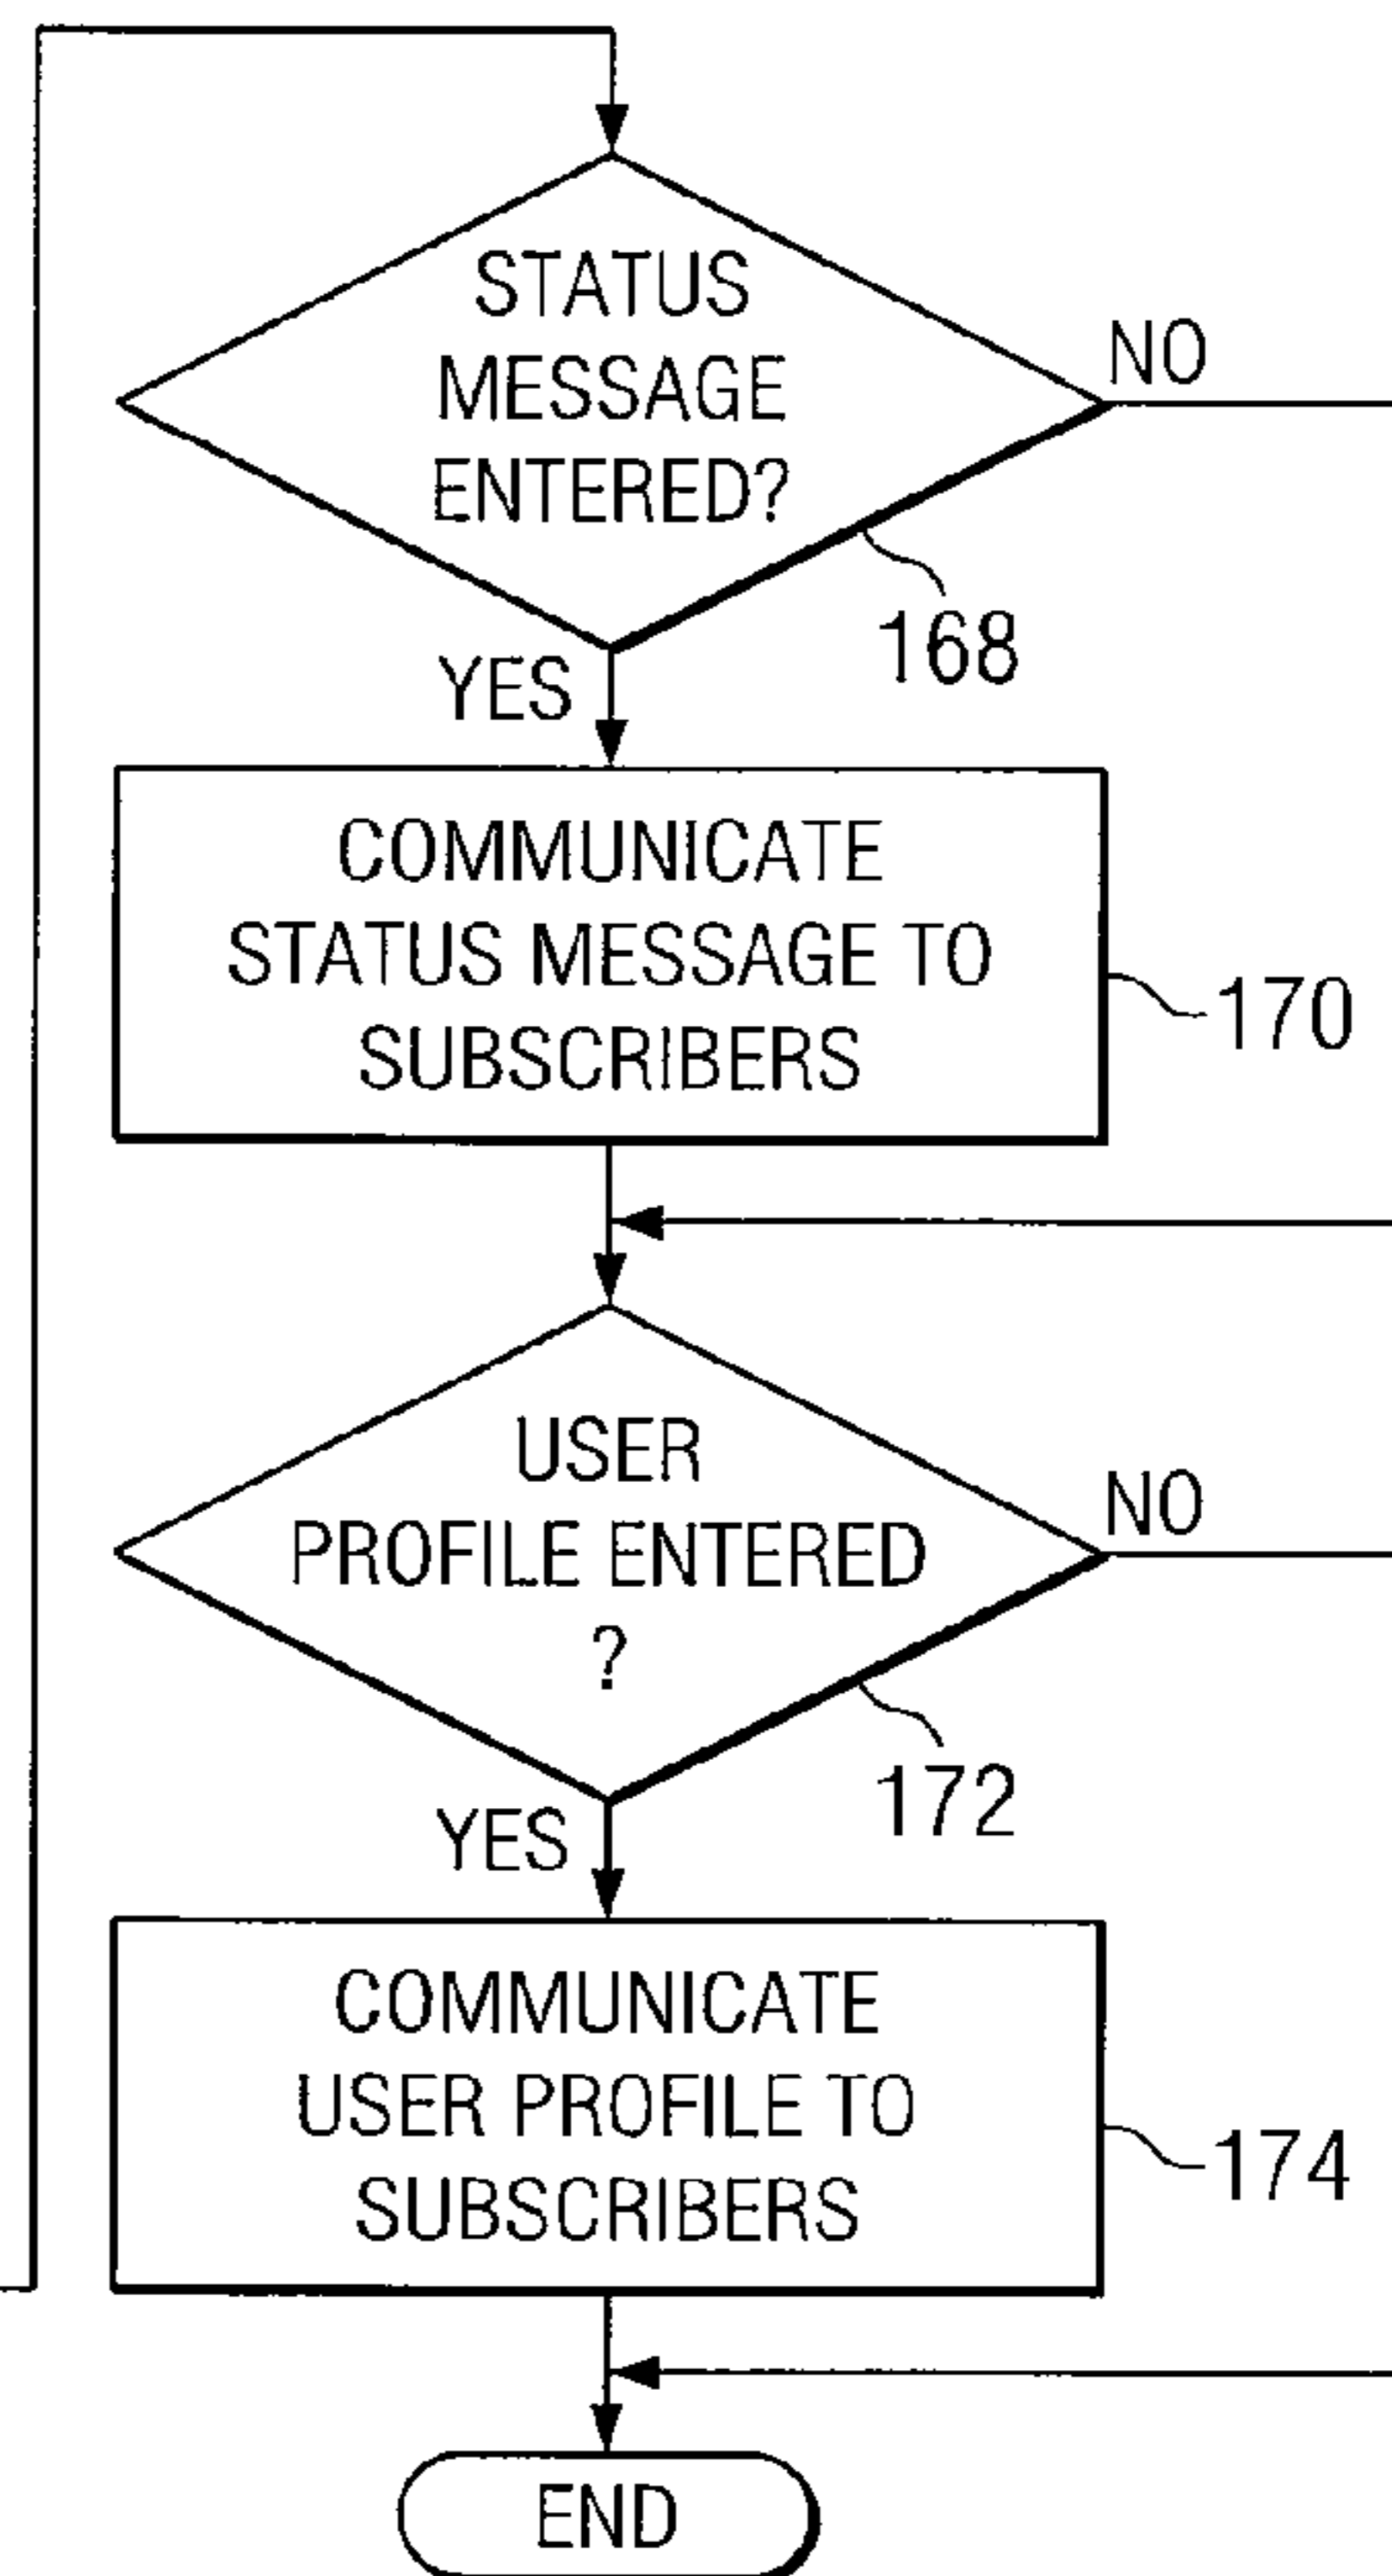 STATUS
MESSAGE
ENTERED?
NO
168
YES
COMMUNICATE
STATUS MESSAGE TO
SUBSCRIBERS
170
USER
PROFILE ENTERED
?
NO
172
YES
COMMUNICATE
USER PROFILE TO
SUBSCRIBERS
174
END